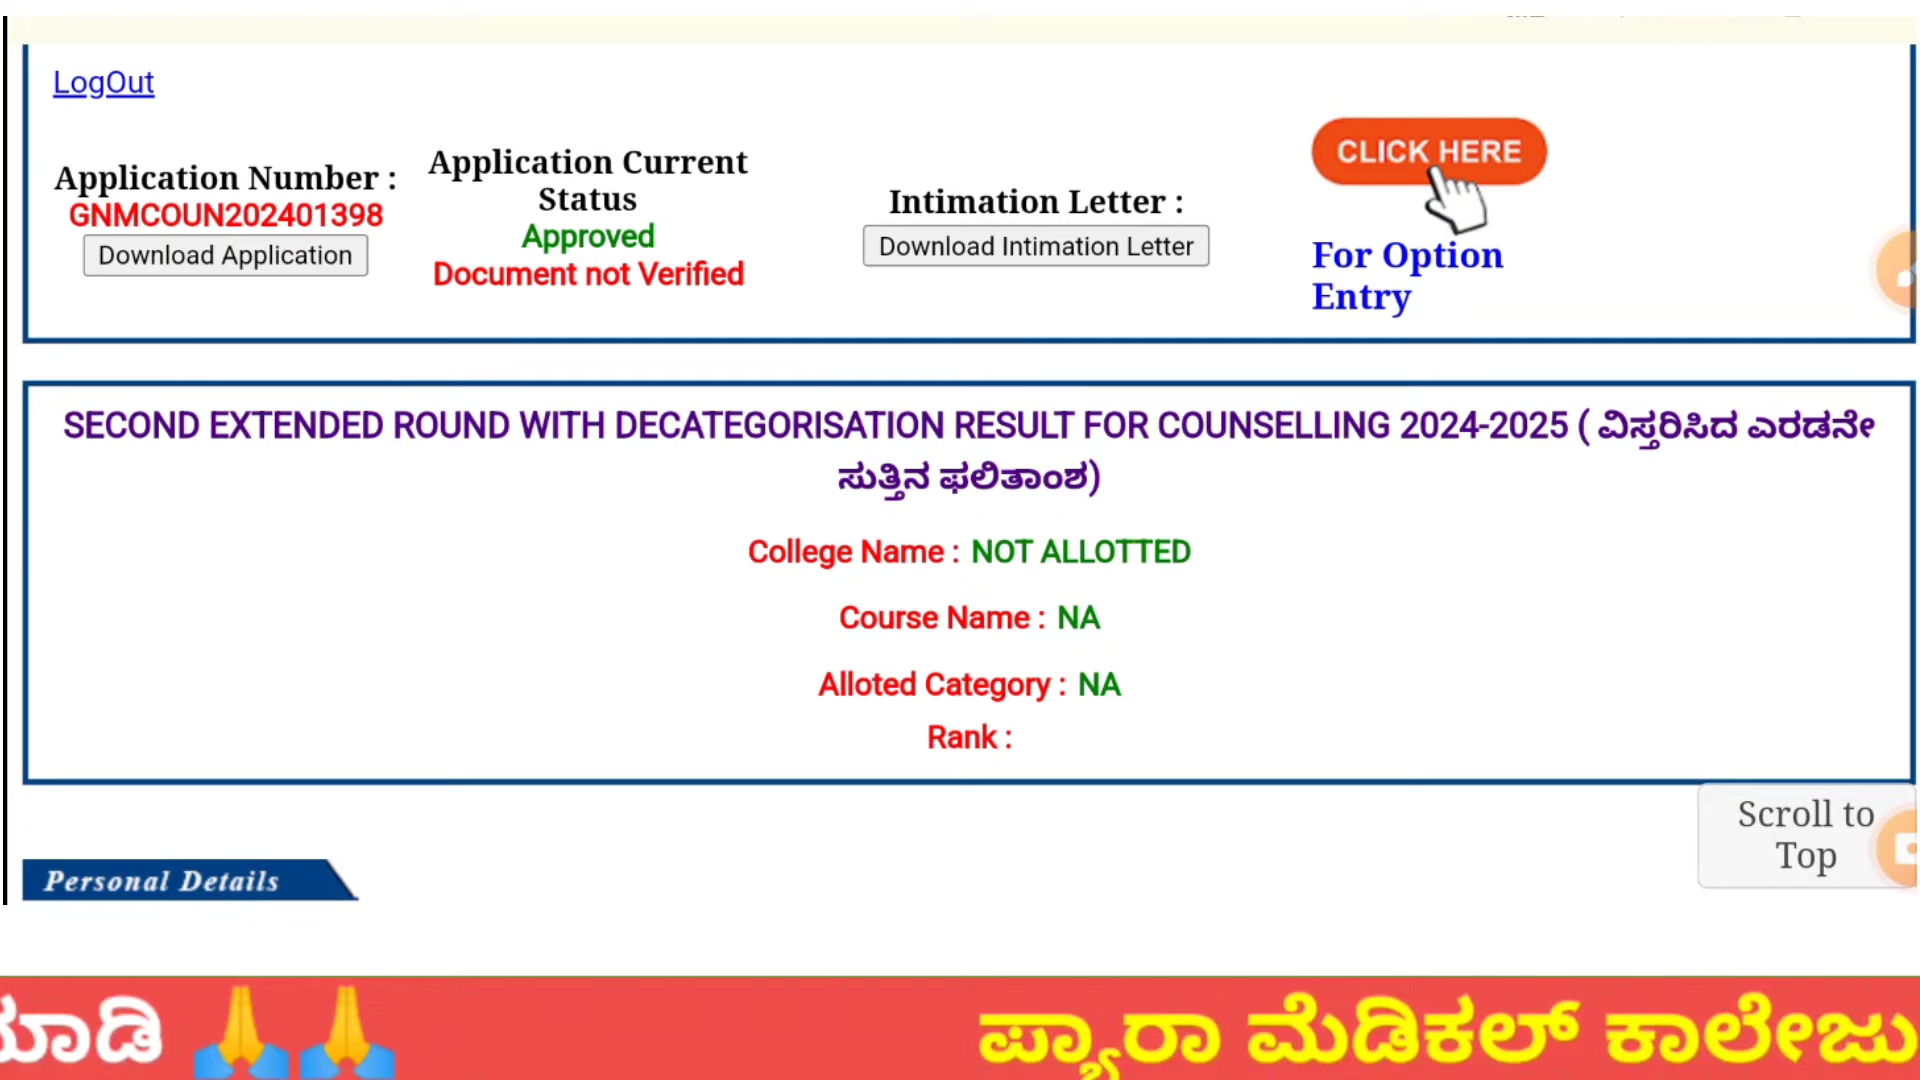 LogOut
Application Number :
GNMCOUN202401398
Download Application
Application Current
Status
Approved
Document not Verified
Intimation Letter :
Download Intimation Letter
CLICK HERE
For Option
Entry
SECOND EXTENDED ROUND WITH DECATEGORISATION RESULT FOR COUNSELLING 2024-2025 ( ವಿಸ್ತರಿಸಿದ ಎರಡನೇ
ಸುತ್ತಿನ ಫಲಿತಾಂಶ)
College Name : NOT ALLOTTED
Course Name : NA
Alloted Category : NA
Rank :
Scroll to
Top
Personal Details
ಮಾಡಿ 🙏🙏 ಪ್ಯಾರಾ ಮೆಡಿಕಲ್ ಕಾಲೇಜು